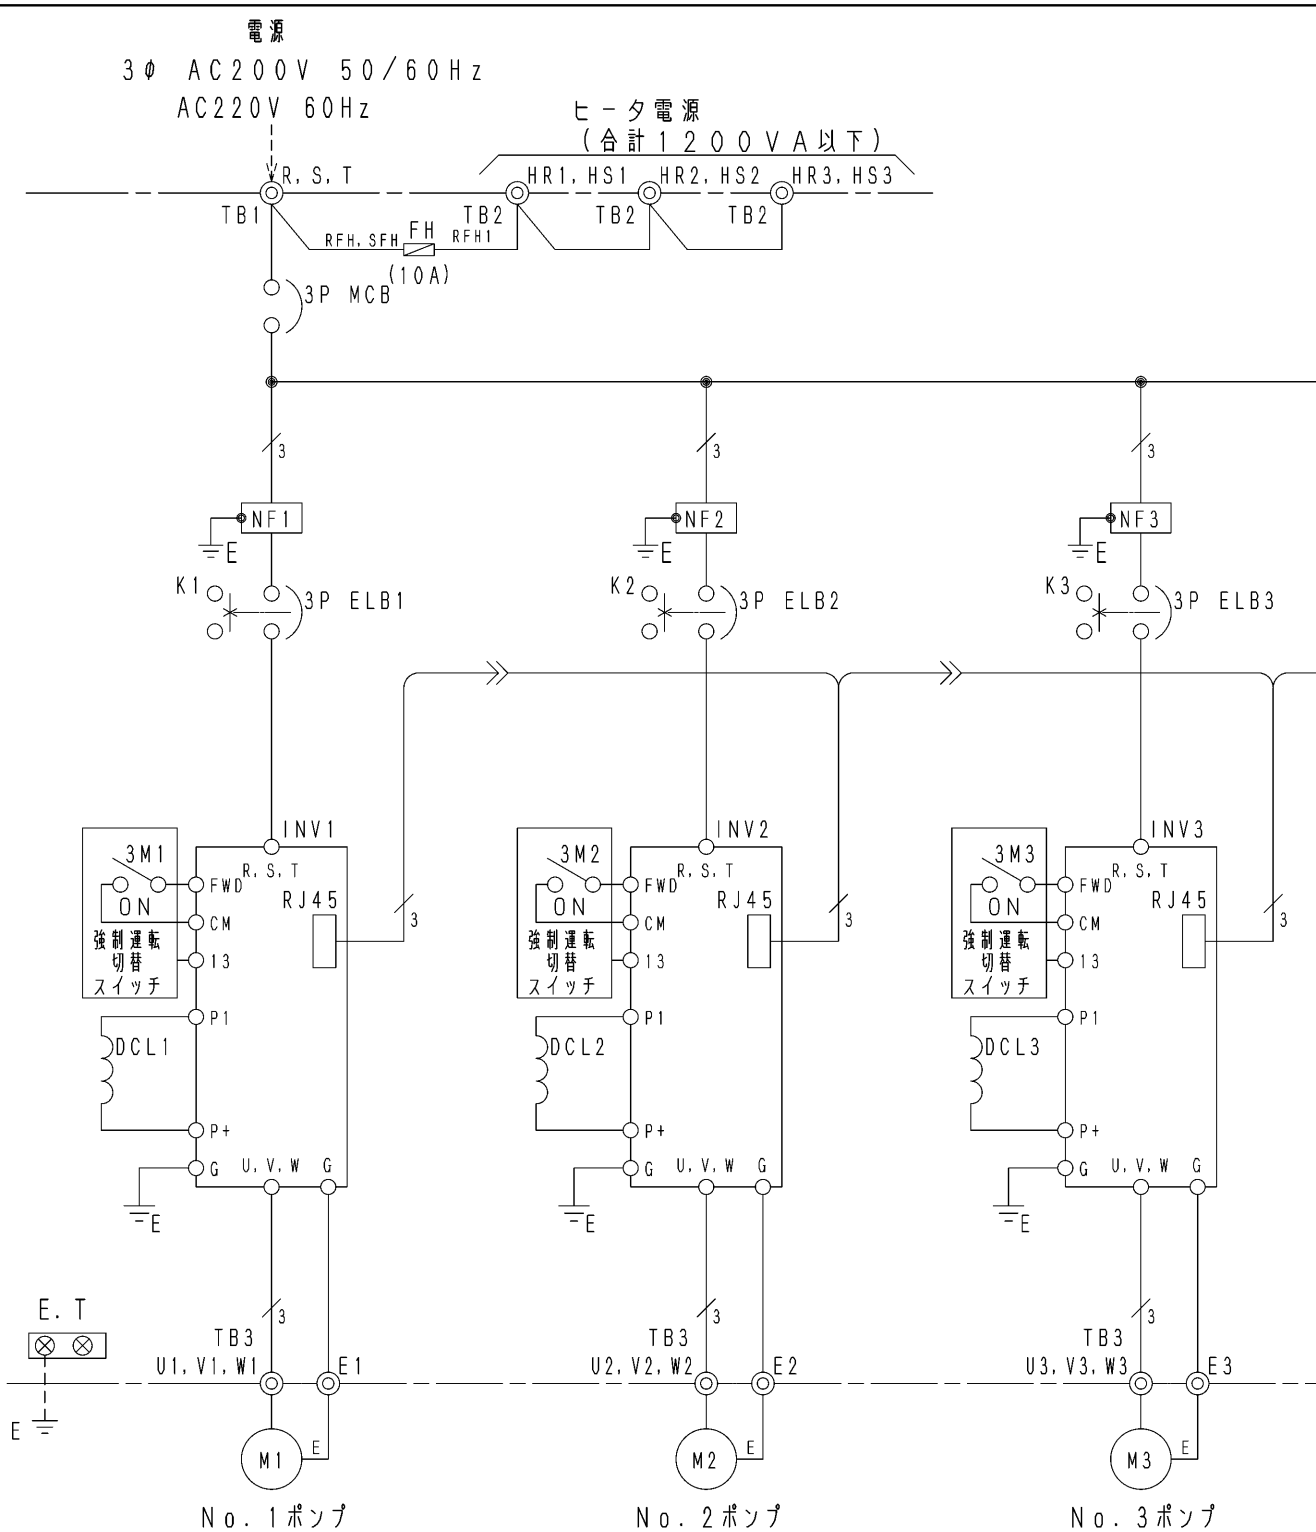 電源
3φ AC200V 50/60Hz
AC220V 60Hz
ヒータ電源
(合計1200VA以下)
R, S, T
HR1, HS1
HR2, HS2
HR3, HS3
TB1
TB2
TB2
TB2
RFH, SFH
FH
RFH1
(10A)
3P MCB
3
3
3
NF1
NF2
NF3
E
E
E
K1
3P ELB1
K2
3P ELB2
K3
3P ELB3
INV1
INV2
INV3
3M1
R, S, T
3M2
R, S, T
3M3
R, S, T
FWD
RJ45
FWD
RJ45
FWD
RJ45
ON
CM
3
ON
CM
3
ON
CM
3
強制運転
切替
スイッチ
13
強制運転
切替
スイッチ
13
強制運転
切替
スイッチ
13
P1
P1
P1
DCL1
DCL2
DCL3
P+
P+
P+
G
U, V, W
G
G
U, V, W
G
G
U, V, W
G
E
E
E
E. T
3
3
3
TB3
TB3
TB3
U1, V1, W1
E1
U2, V2, W2
E2
U3, V3, W3
E3
E
M1
E
M2
E
M3
E
No. 1ポンプ
No. 2ポンプ
No. 3ポンプ